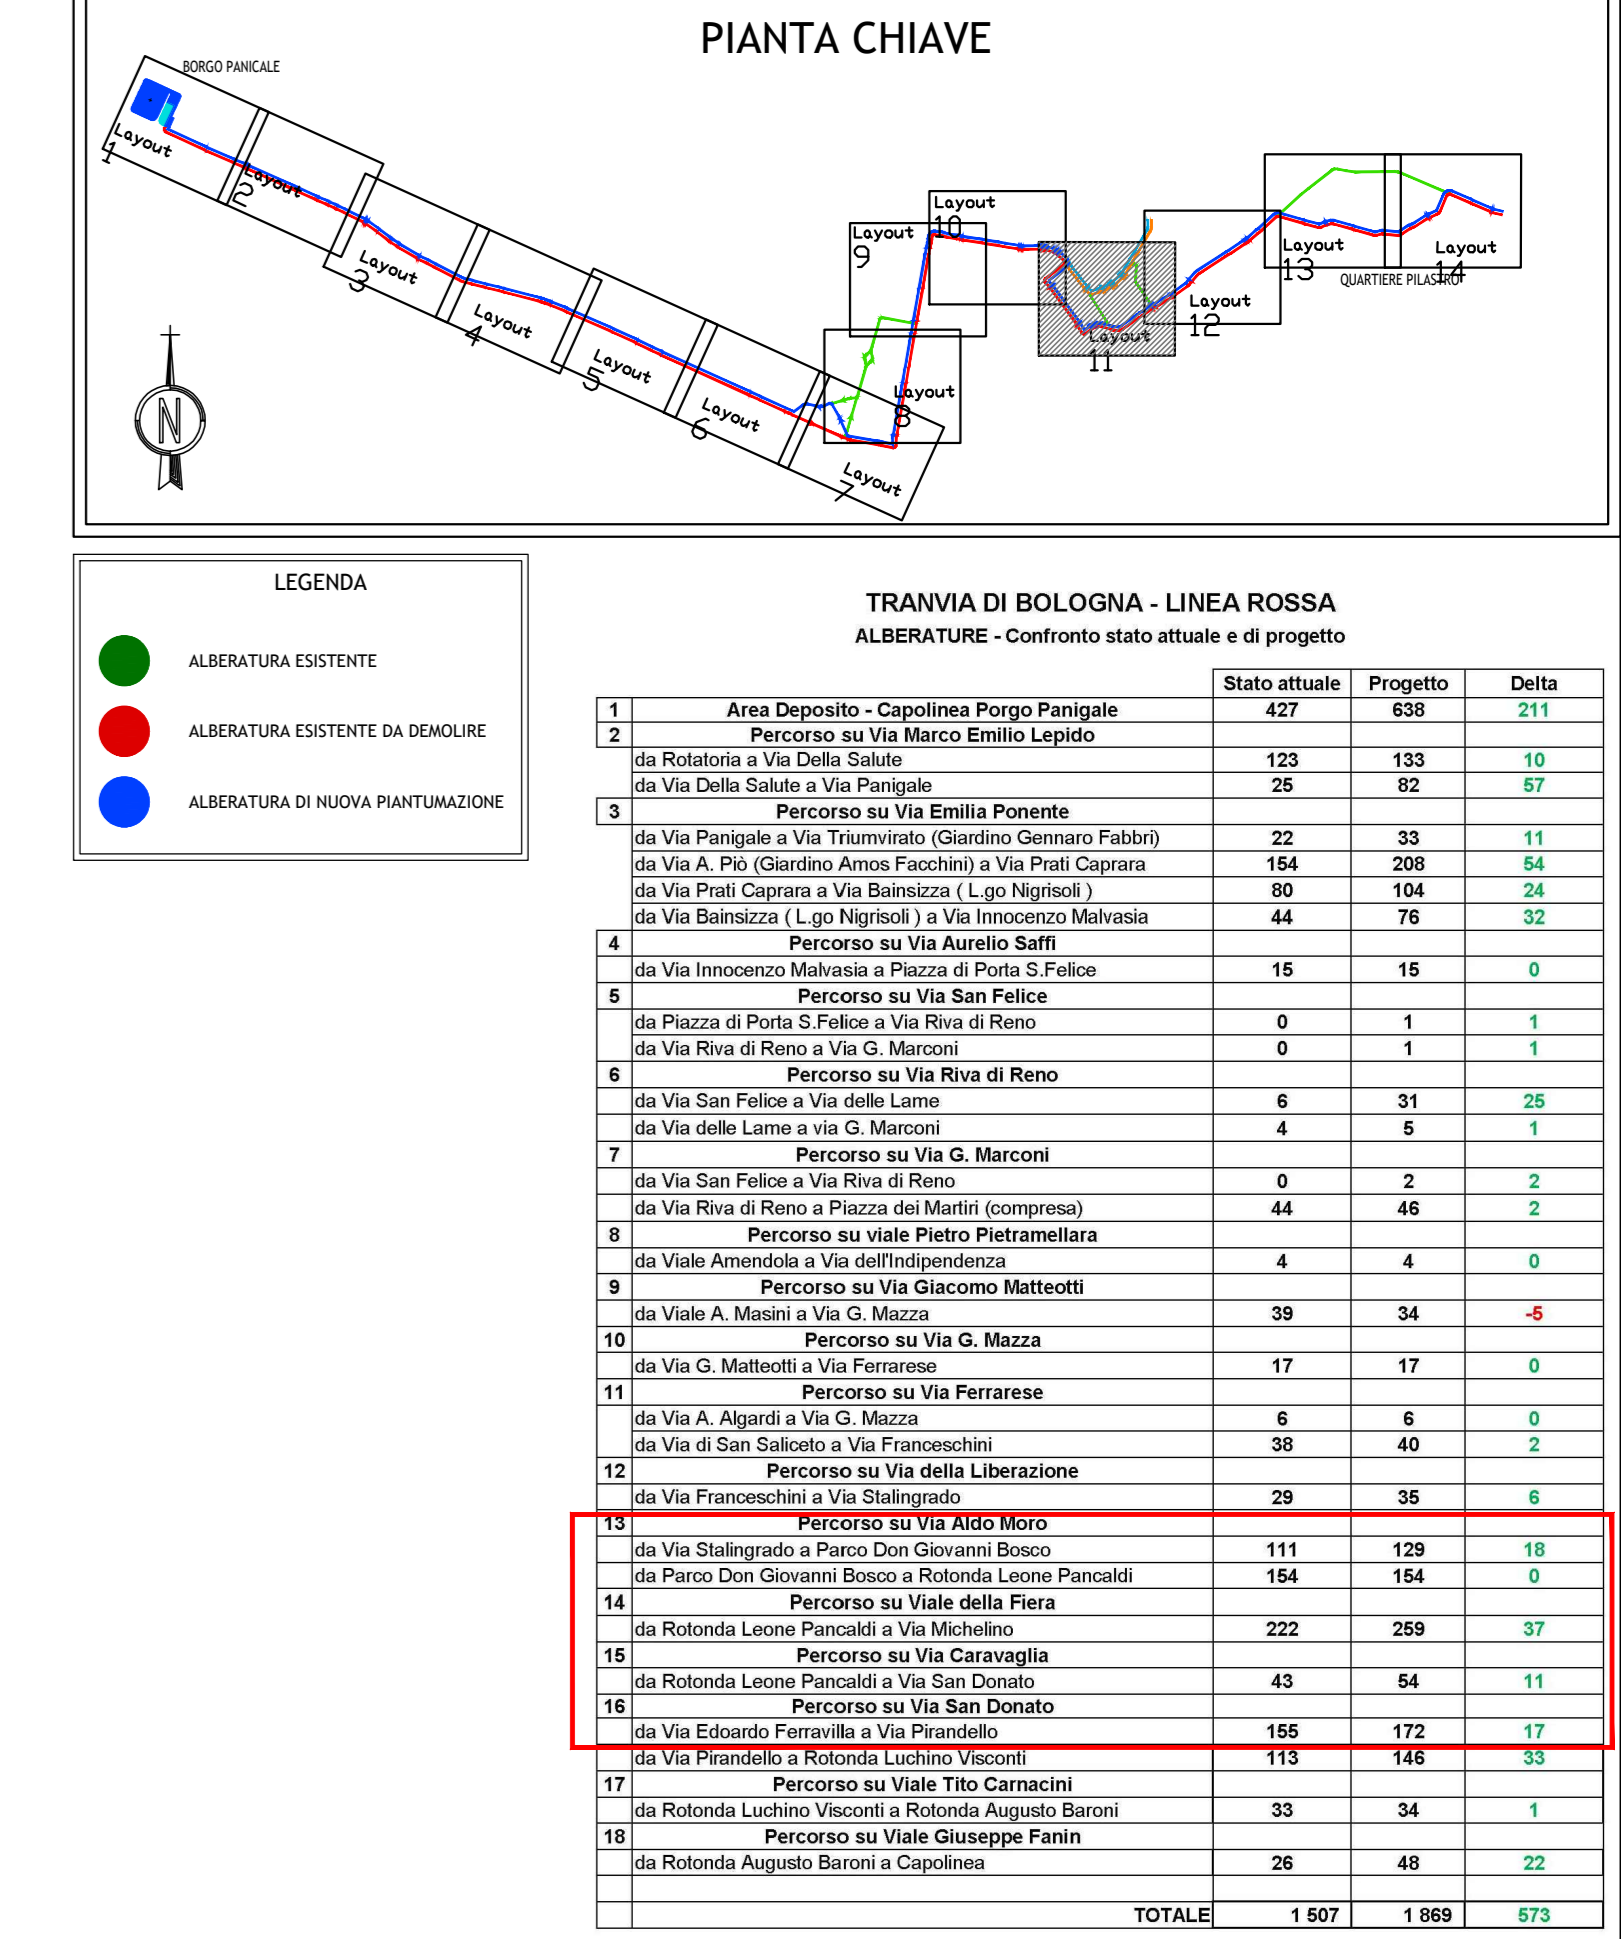 PIANTA CHIAVE
BORGO PANICALE
Layout
1
Layout
2
Layout
3
Layout
4
Layout
5
Layout
6
Layout
7
Layout
8
Layout
9
Layout
10
Layout
11
Layout
12
Layout
13
Layout
14
QUARTIERE PILASTRO
N
LEGENDA
ALBERATURA ESISTENTE
ALBERATURA ESISTENTE DA DEMOLIRE
ALBERATURA DI NUOVA PIANTUMAZIONE
TRANVIA DI BOLOGNA - LINEA ROSSA
ALBERATURE - Confronto stato attuale e di progetto
Stato attuale Progetto Delta
1 Area Deposito - Capolinea Porgo Panigale 427 638 211
2 Percorso su Via Marco Emilio Lepido
da Rotatoria a Via Della Salute 123 133 10
da Via Della Salute a Via Panigale 25 82 57
3 Percorso su Via Emilia Ponente
da Via Panigale a Via Triumvirato (Giardino Gennaro Fabbri) 22 33 11
da Via A. Piò (Giardino Amos Facchini) a Via Prati Caprara 154 208 54
da Via Prati Caprara a Via Bainsizza ( L.go Nigrisoli ) 80 104 24
da Via Bainsizza ( L.go Nigrisoli ) a Via Innocenzo Malvasia 44 76 32
4 Percorso su Via Aurelio Saffi
da Via Innocenzo Malvasia a Piazza di Porta S.Felice 15 15 0
5 Percorso su Via San Felice
da Piazza di Porta S.Felice a Via Riva di Reno 0 1 1
da Via Riva di Reno a Via G. Marconi 0 1 1
6 Percorso su Via Riva di Reno
da Via San Felice a Via delle Lame 6 31 25
da Via delle Lame a via G. Marconi 4 5 1
7 Percorso su Via G. Marconi
da Via San Felice a Via Riva di Reno 0 2 2
da Via Riva di Reno a Piazza dei Martiri (compresa) 44 46 2
8 Percorso su viale Pietro Pietramellara
da Viale Amendola a Via dell'Indipendenza 4 4 0
9 Percorso su Via Giacomo Matteotti
da Viale A. Masini a Via G. Mazza 39 34 -5
10 Percorso su Via G. Mazza
da Via G. Matteotti a Via Ferrarese 17 17 0
11 Percorso su Via Ferrarese
da Via A. Algardi a Via G. Mazza 6 6 0
da Via di San Saliceto a Via Franceschini 38 40 2
12 Percorso su Via della Liberazione
da Via Franceschini a Via Stalingrado 29 35 6
13 Percorso su Via Aldo Moro
da Via Stalingrado a Parco Don Giovanni Bosco 111 129 18
da Parco Don Giovanni Bosco a Rotonda Leone Pancaldi 154 154 0
14 Percorso su Viale della Fiera
da Rotonda Leone Pancaldi a Via Michelino 222 259 37
15 Percorso su Via Caravaglia
da Rotonda Leone Pancaldi a Via San Donato 43 54 11
16 Percorso su Via San Donato
da Via Edoardo Ferravilla a Via Pirandello 155 172 17
da Via Pirandello a Rotonda Luchino Visconti 113 146 33
17 Percorso su Viale Tito Carnacini
da Rotonda Luchino Visconti a Rotonda Augusto Baroni 33 34 1
18 Percorso su Viale Giuseppe Fanin
da Rotonda Augusto Baroni a Capolinea 26 48 22
TOTALE 1 507 1 869 573